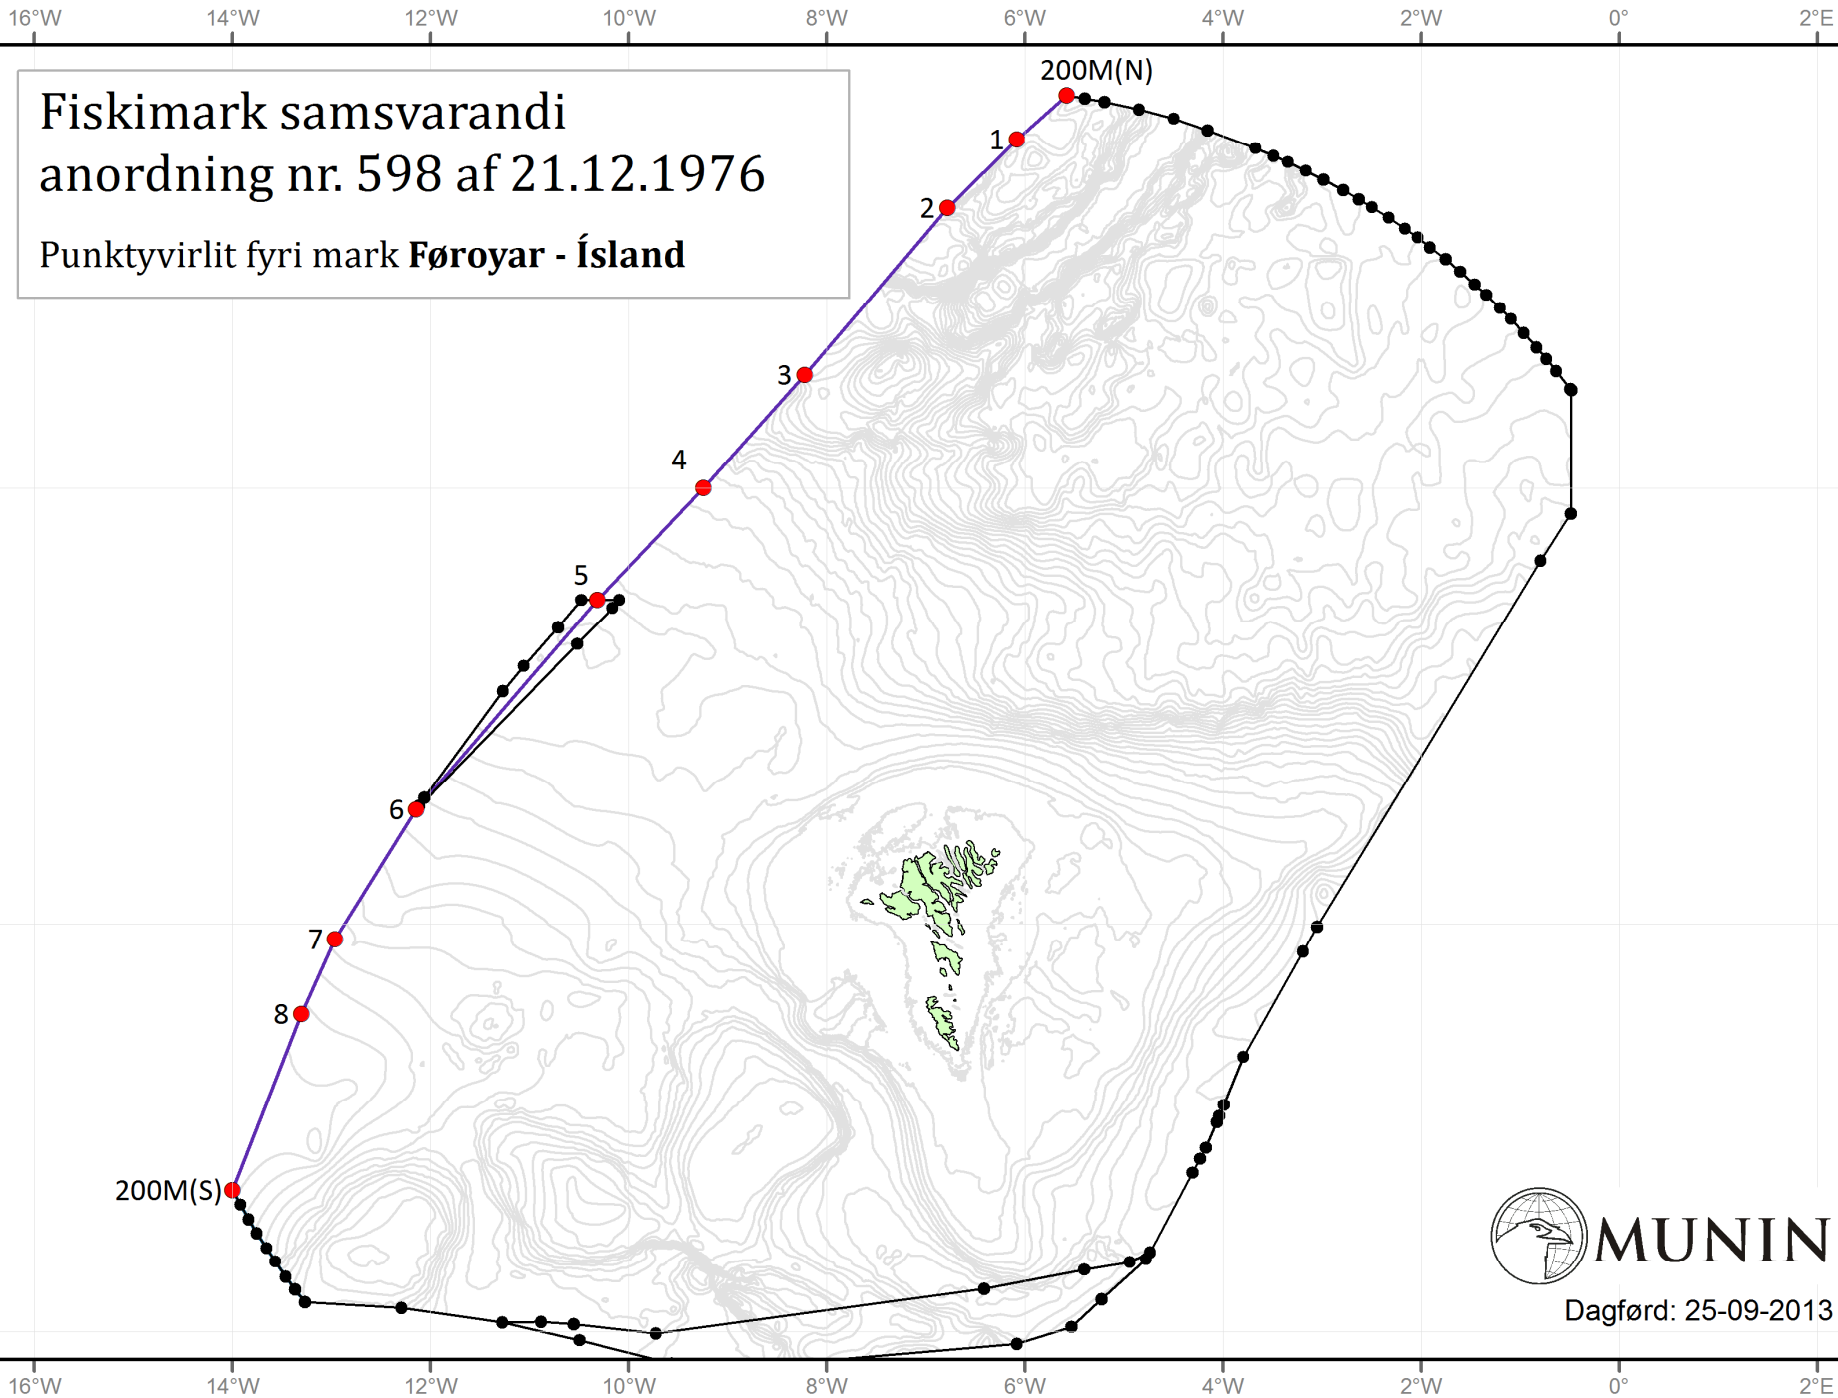 16°W 14°W 12°W 10°W 8°W 6°W 4°W 2°W 0° 2°E
Fiskimark samsvarandi
anordning nr. 598 af 21.12.1976
Punktyvirlit fyri mark Føroyar - Ísland
200M(N)
1
2
3
4
5
6
7
8
200M(S)
MUNIN
Dagførd: 25-09-2013
16°W 14°W 12°W 10°W 8°W 6°W 4°W 2°W 0° 2°E